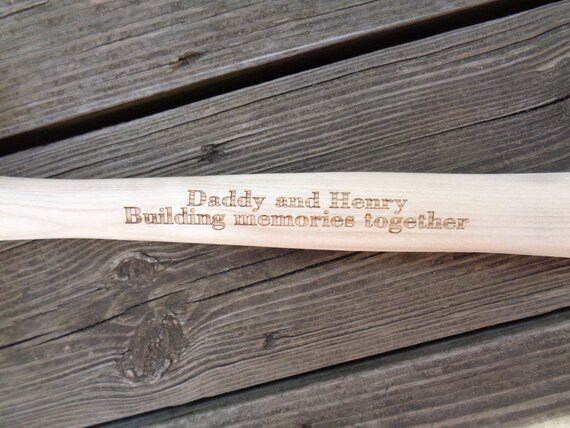 Daddy and Henry
Building memories together